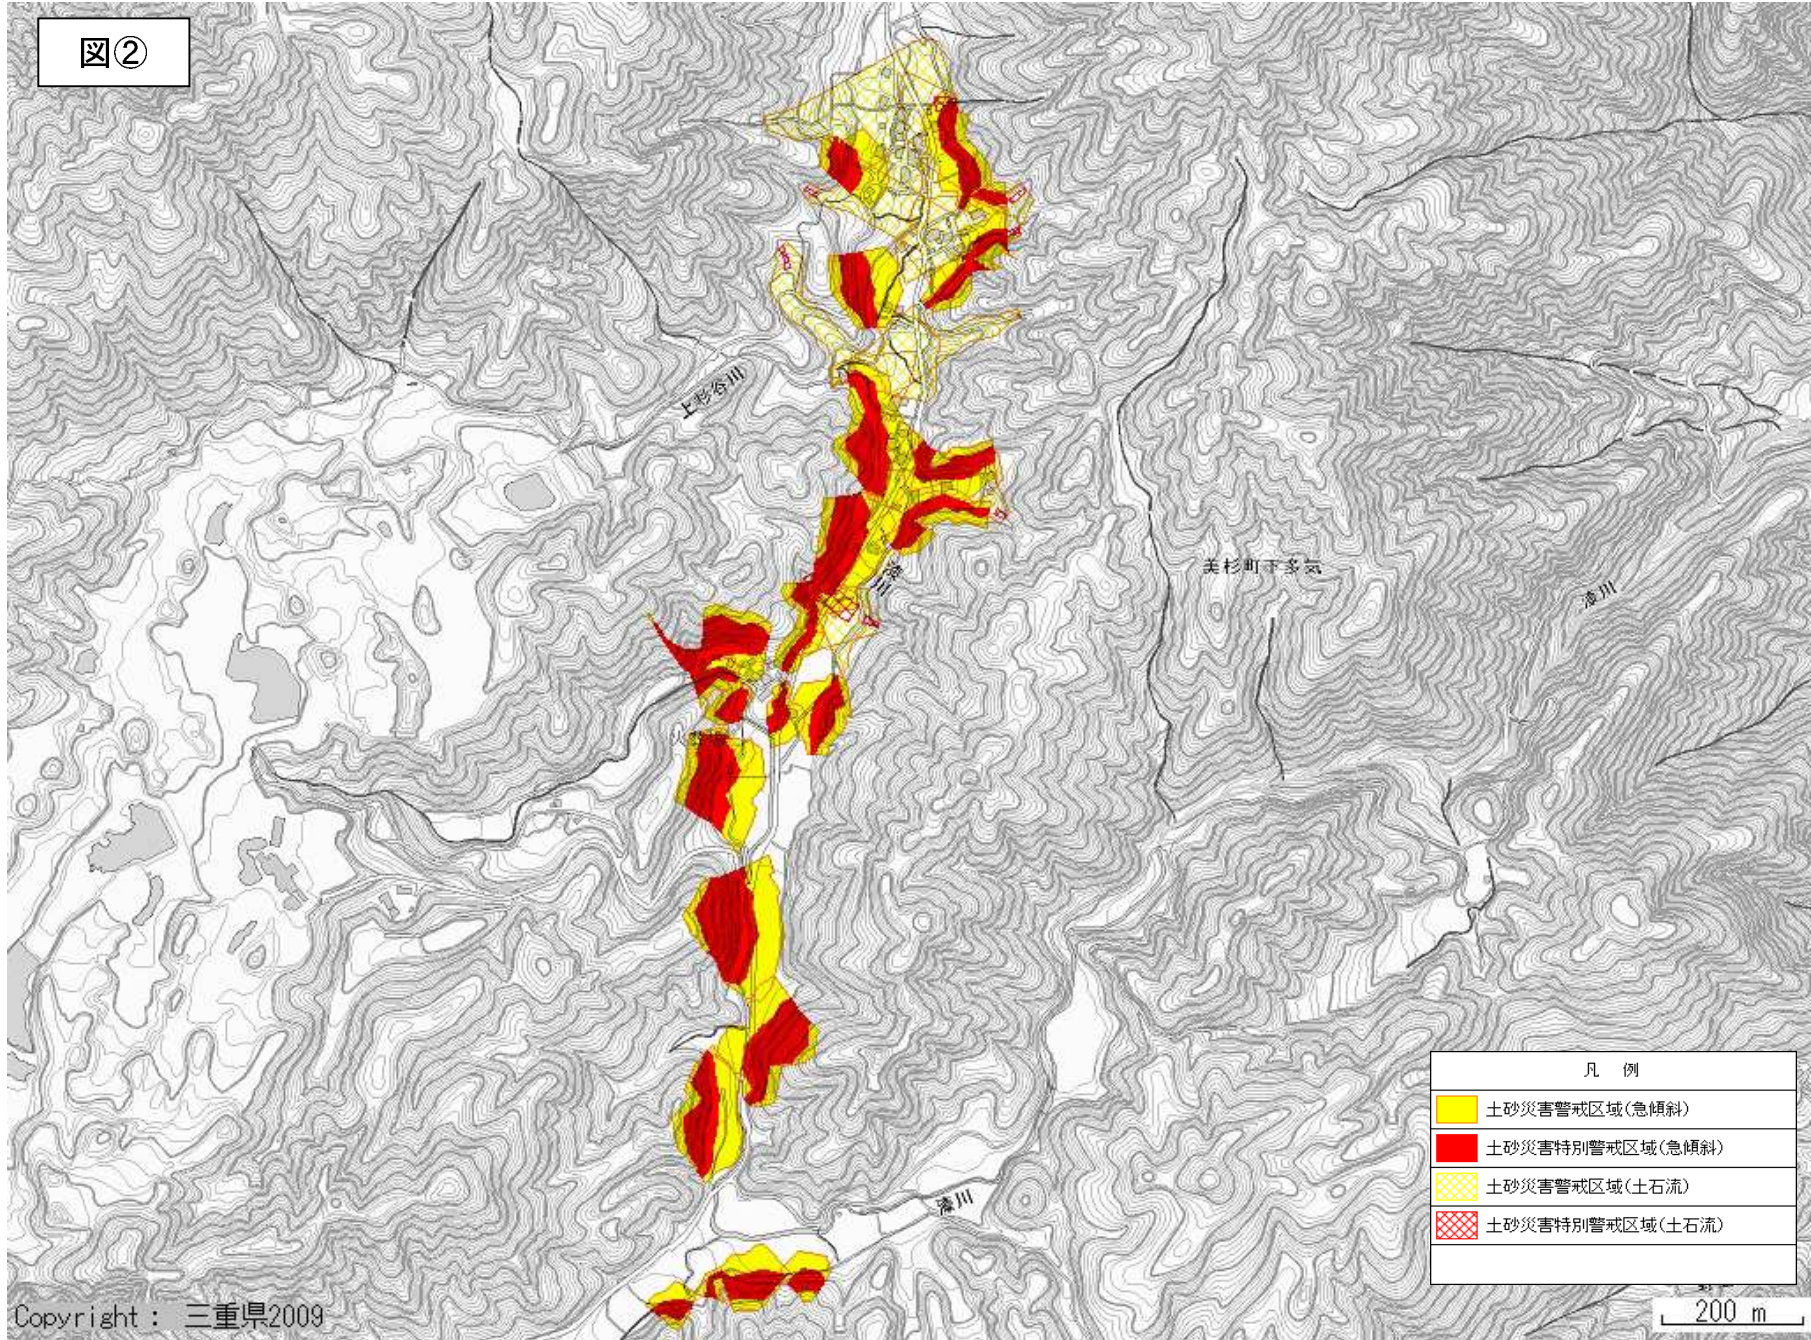 図②
上杉谷川
湊川
美杉町下多気
湊川
湊川
凡 例
土砂災害警戒区域(急傾斜)
土砂災害特別警戒区域(急傾斜)
土砂災害警戒区域(土石流)
土砂災害特別警戒区域(土石流)
200 m
Copyright : 三重県2009